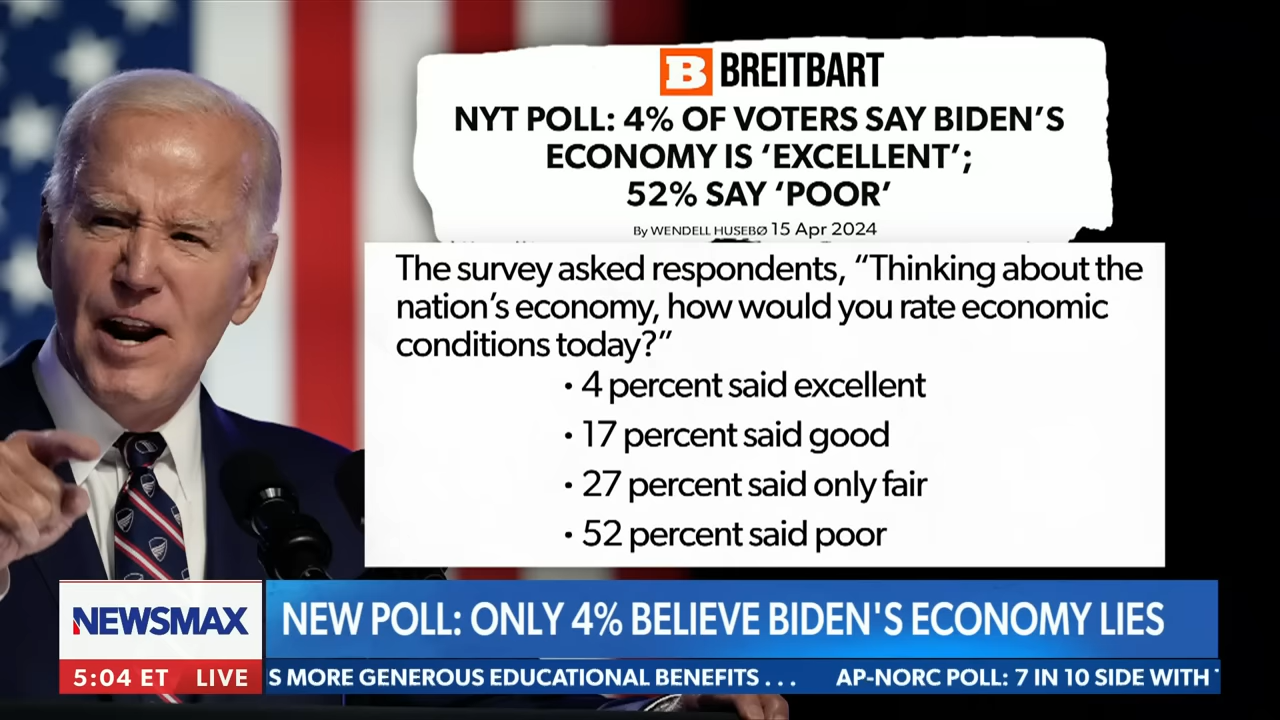 B BREITBART
NYT POLL: 4% OF VOTERS SAY BIDEN'S
ECONOMY IS 'EXCELLENT';
52% SAY 'POOR'
By WENDELL HUSEBØ 15 Apr 2024
The survey asked respondents, “Thinking about the
nation's economy, how would you rate economic
conditions today?”
• 4 percent said excellent
• 17 percent said good
• 27 percent said only fair
• 52 percent said poor
NEWSMAX
NEW POLL: ONLY 4% BELIEVE BIDEN'S ECONOMY LIES
5:04 ET LIVE
S MORE GENEROUS EDUCATIONAL BENEFITS . . . AP-NORC POLL: 7 IN 10 SIDE WITH